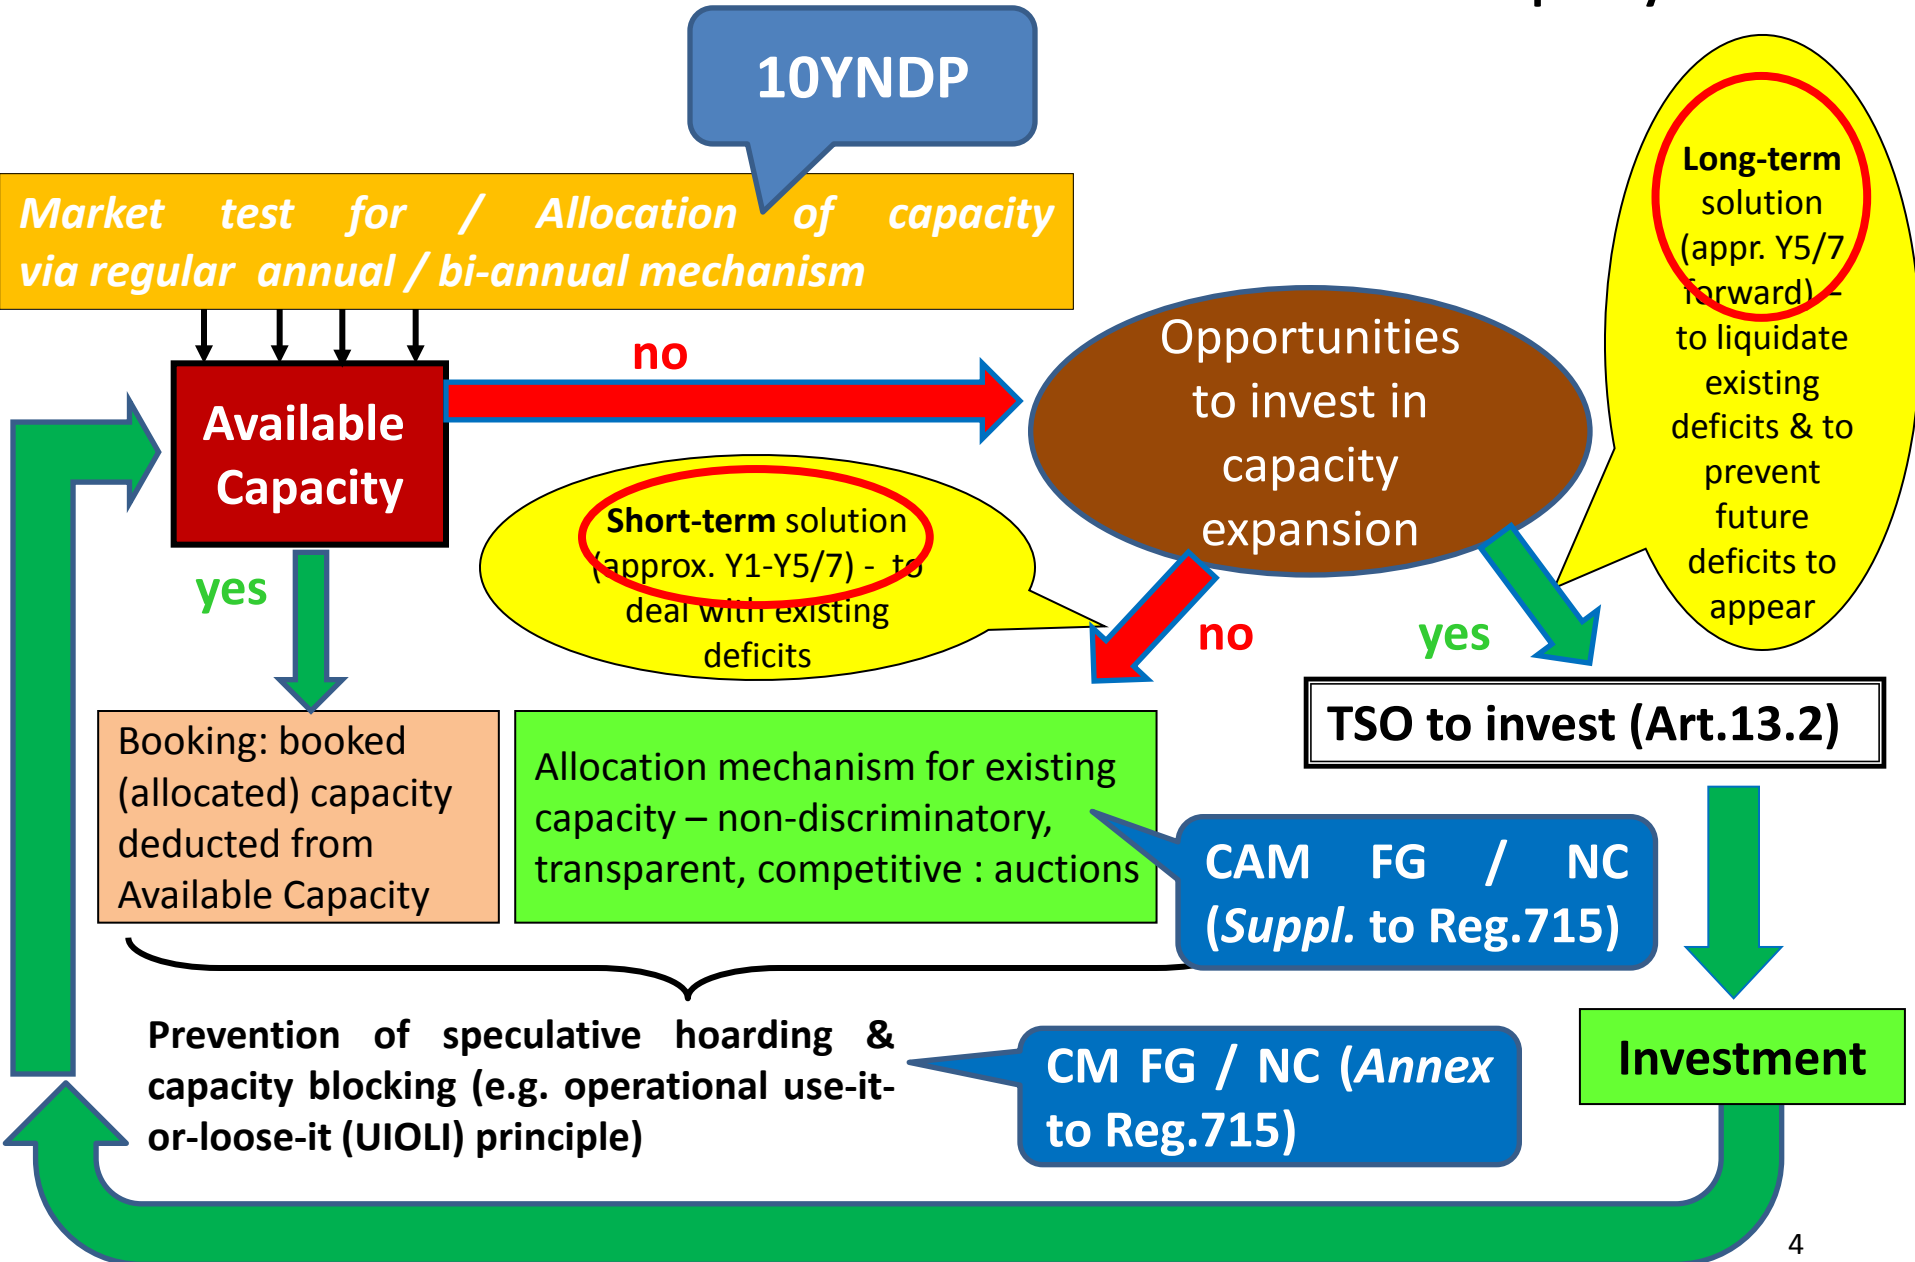 10YNDP
Market test for / Allocation of capacity
via regular annual / bi-annual mechanism
Long-term
solution
(appr. Y5/7
forward) –
to liquidate
existing
deficits & to
prevent
future
deficits to
appear
no
Opportunities
to invest in
capacity
expansion
Available
Capacity
Short-term solution
(approx. Y1-Y5/7) - to
deal with existing
deficits
yes
no
yes
TSO to invest (Art.13.2)
Booking: booked
(allocated) capacity
deducted from
Available Capacity
Allocation mechanism for existing
capacity – non-discriminatory,
transparent, competitive : auctions
CAM FG / NC
(Suppl. to Reg.715)
Prevention of speculative hoarding &
capacity blocking (e.g. operational use-it-
or-loose-it (UIOLI) principle)
CM FG / NC (Annex
to Reg.715)
Investment
4